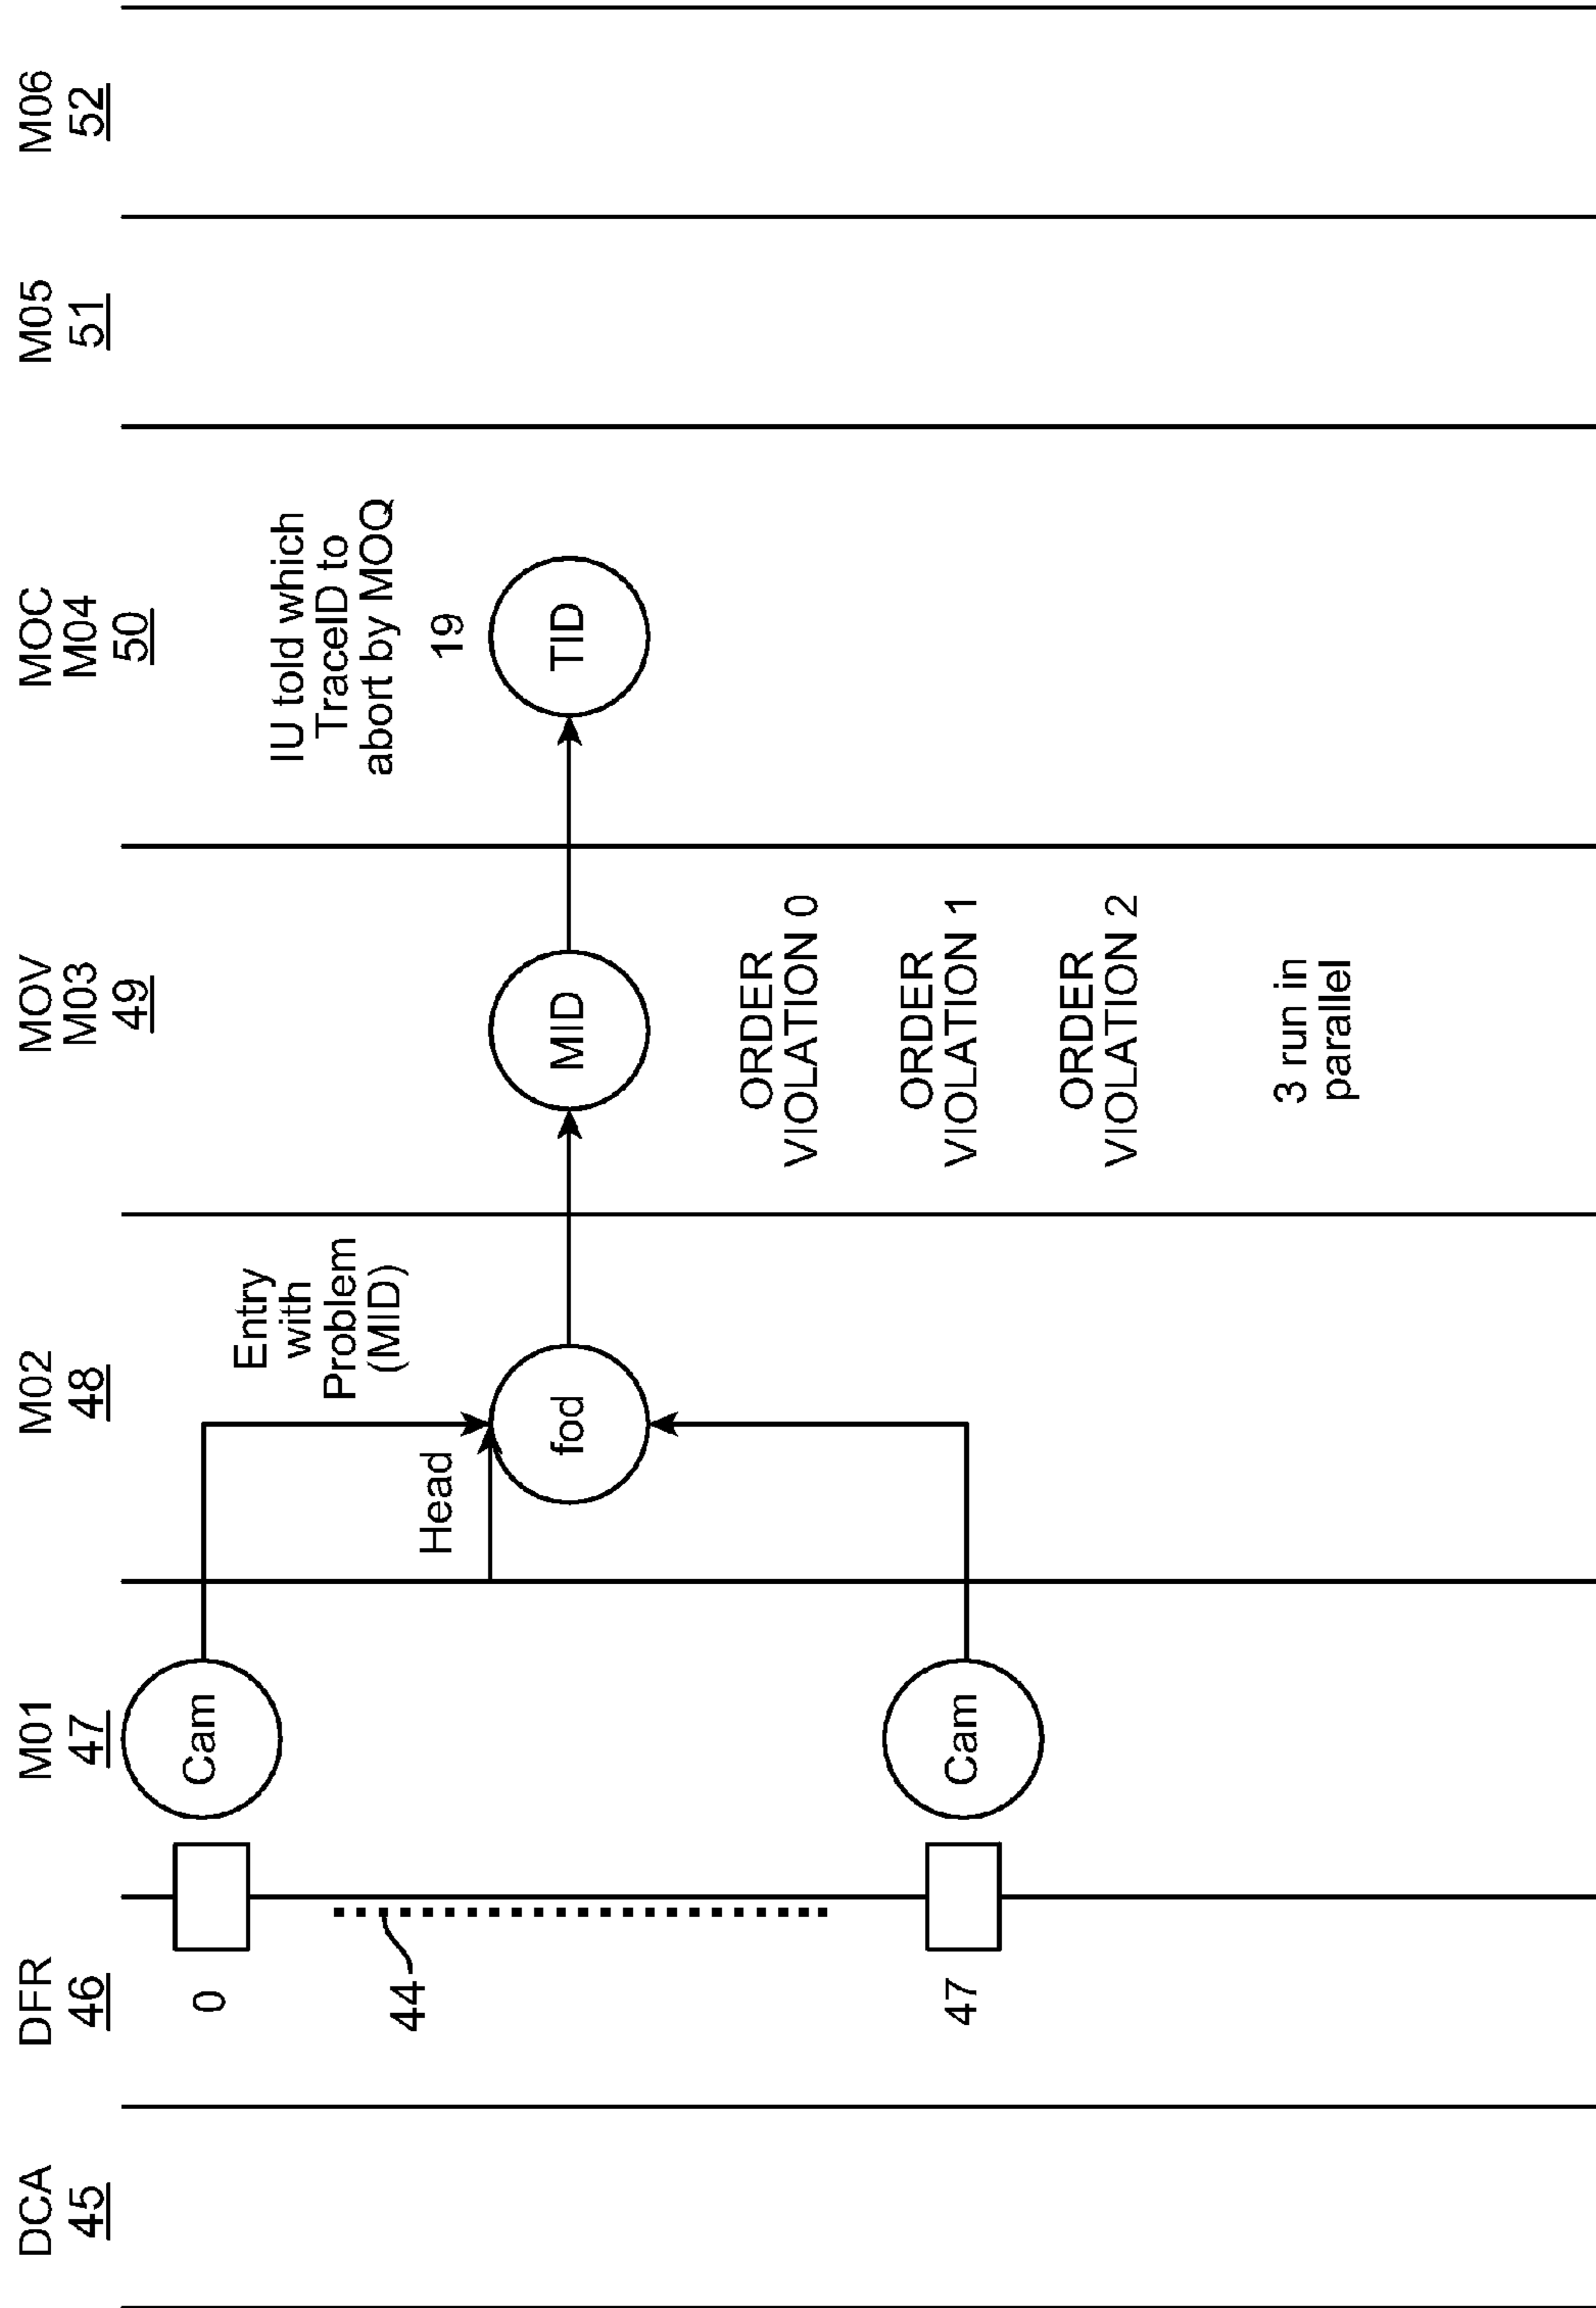 DCA
45
DFR
46
M01
47
M02
48
MOV
M03
49
MOC
M04
50
M05
51
M06
52
0
44
47
Cam
Cam
Head
Entry
with
Problem
(MID)
fod
MID
ORDER
VIOLATION 0
ORDER
VIOLATION 1
ORDER
VIOLATION 2
3 run in
parallel
IU told which
TraceID to
abort by MOQ
19
TID